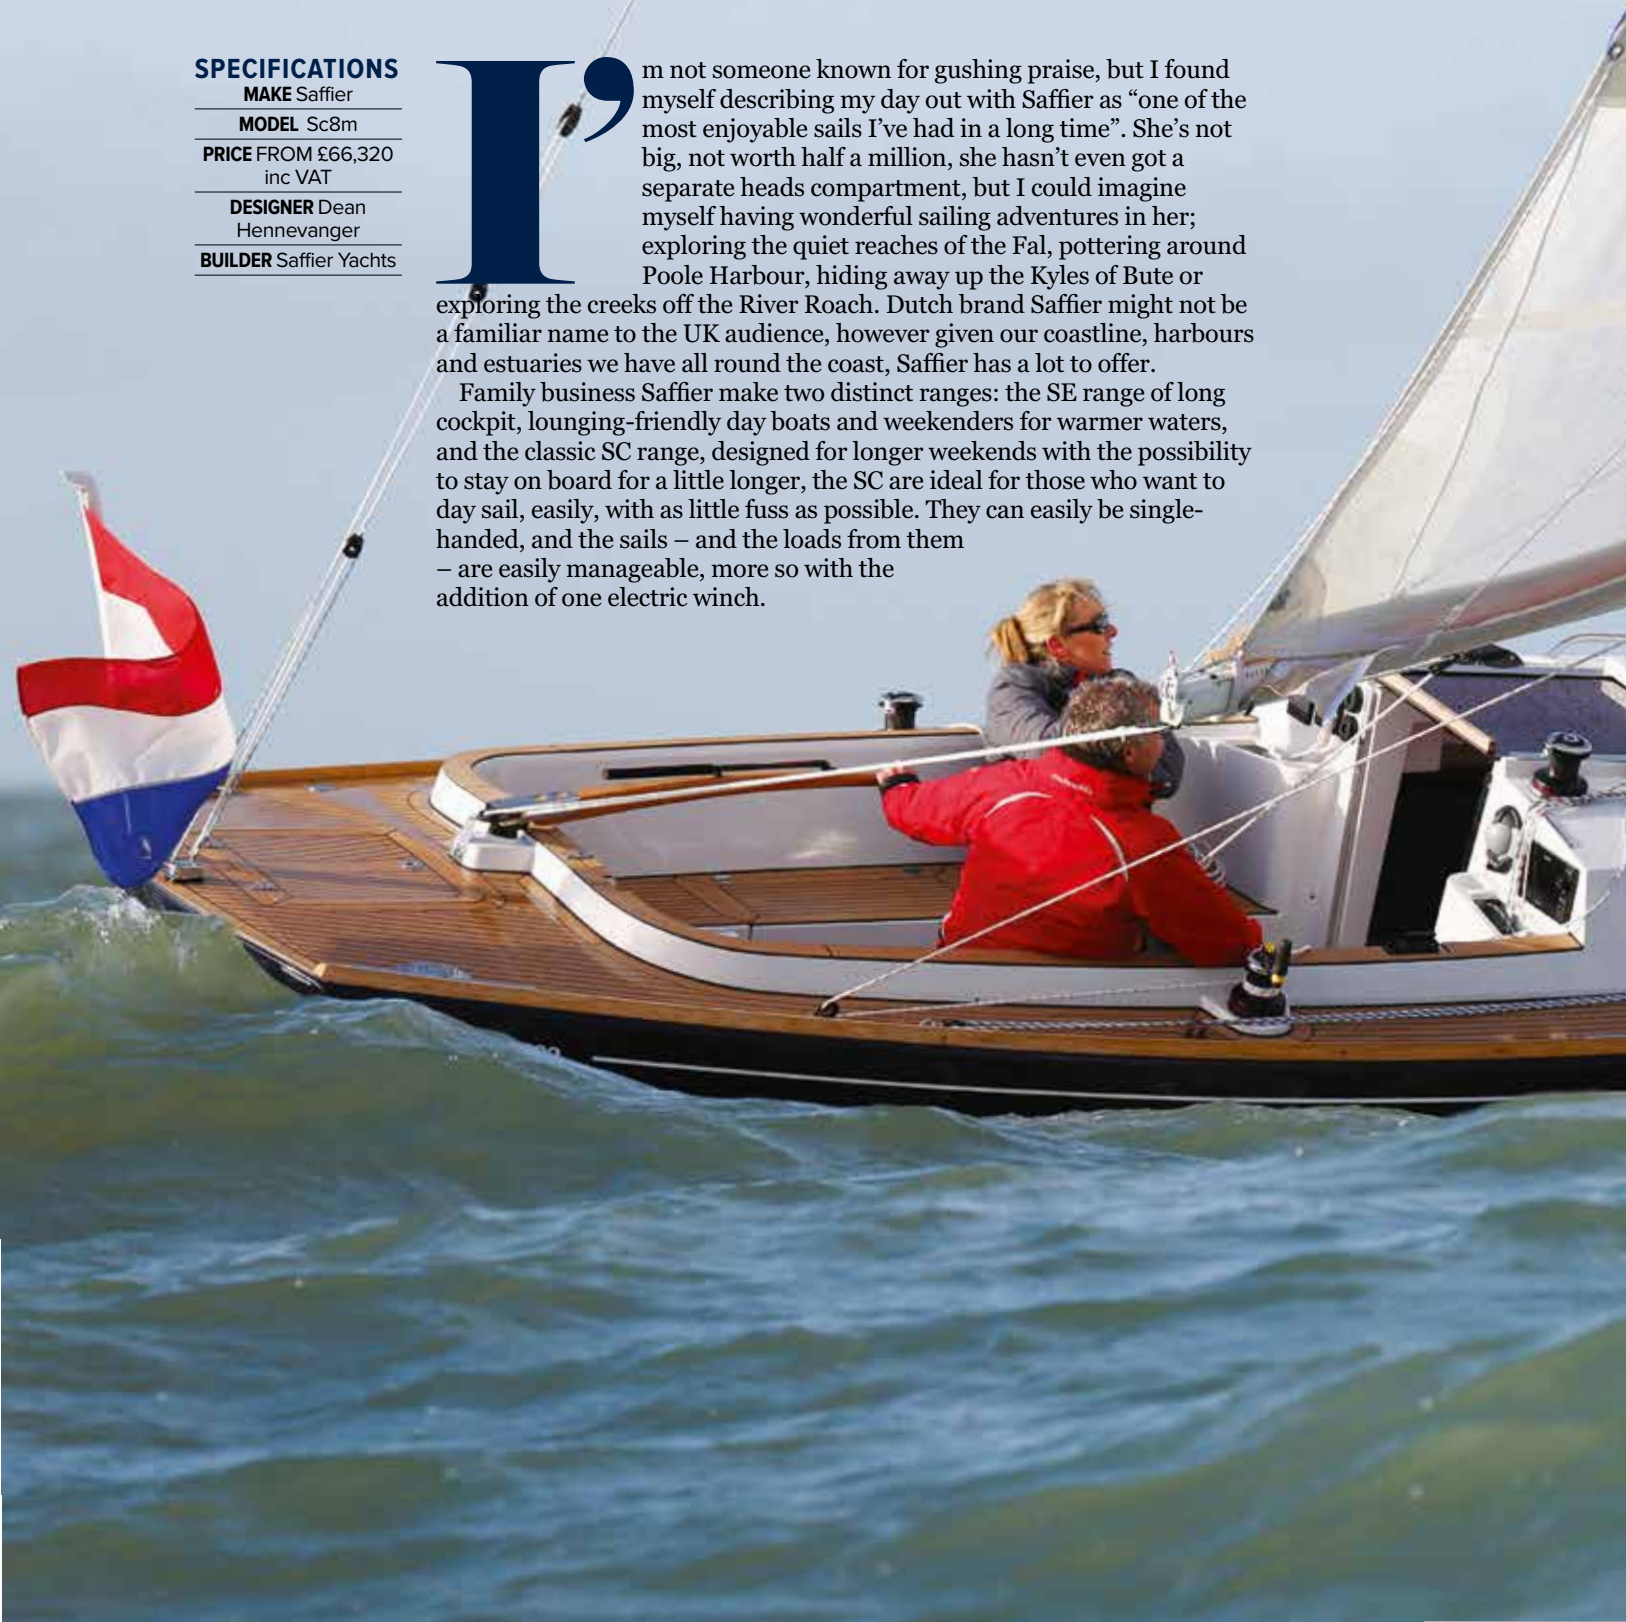 SPECIFICATIONS
MAKE Saffier
MODEL Sc8m
PRICE FROM £66,320
inc VAT
DESIGNER Dean
Hennevanger
BUILDER Saffier Yachts
I’m not someone known for gushing praise, but I found
myself describing my day out with Saffier as “one of the
most enjoyable sails I’ve had in a long time”. She’s not
big, not worth half a million, she hasn’t even got a
separate heads compartment, but I could imagine
myself having wonderful sailing adventures in her;
exploring the quiet reaches of the Fal, pottering around
Poole Harbour, hiding away up the Kyles of Bute or
exploring the creeks off the River Roach. Dutch brand Saffier might not be
a familiar name to the UK audience, however given our coastline, harbours
and estuaries we have all round the coast, Saffier has a lot to offer.
Family business Saffier make two distinct ranges: the SE range of long
cockpit, lounging-friendly day boats and weekenders for warmer waters,
and the classic SC range, designed for longer weekends with the possibility
to stay on board for a little longer, the SC are ideal for those who want to
day sail, easily, with as little fuss as possible. They can easily be single-
handed, and the sails – and the loads from them
– are easily manageable, more so with the
addition of one electric winch.